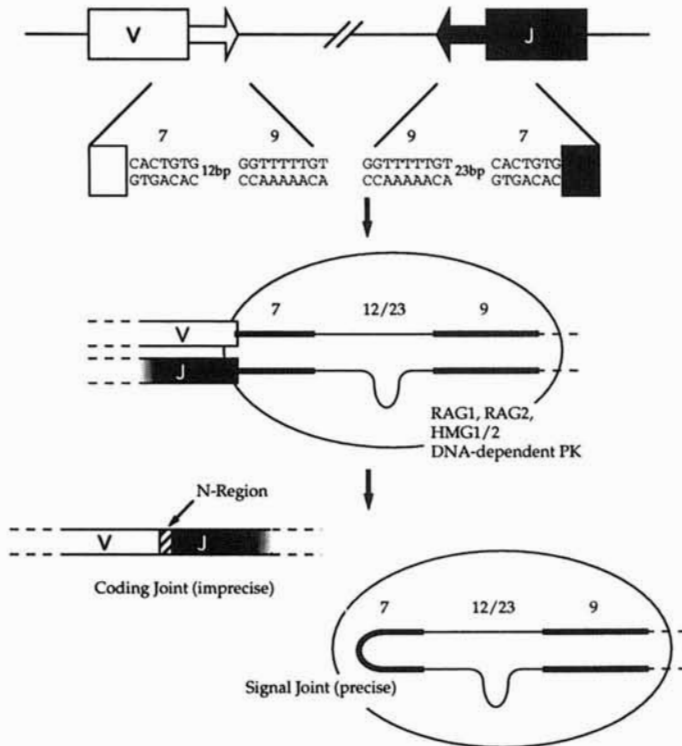 V J
7 9 9 7
CACTGTG GGTTTTTGT GGTTTTTGT CACTGTG
12bp 23bp
GTGACAC CCAAAAACA CCAAAAACA GTGACAC
7 12/23 9
V
J
RAG1, RAG2,
HMG1/2
DNA-dependent PK
N-Region
V J
Coding Joint (imprecise)
7 12/23 9
Signal Joint (precise)